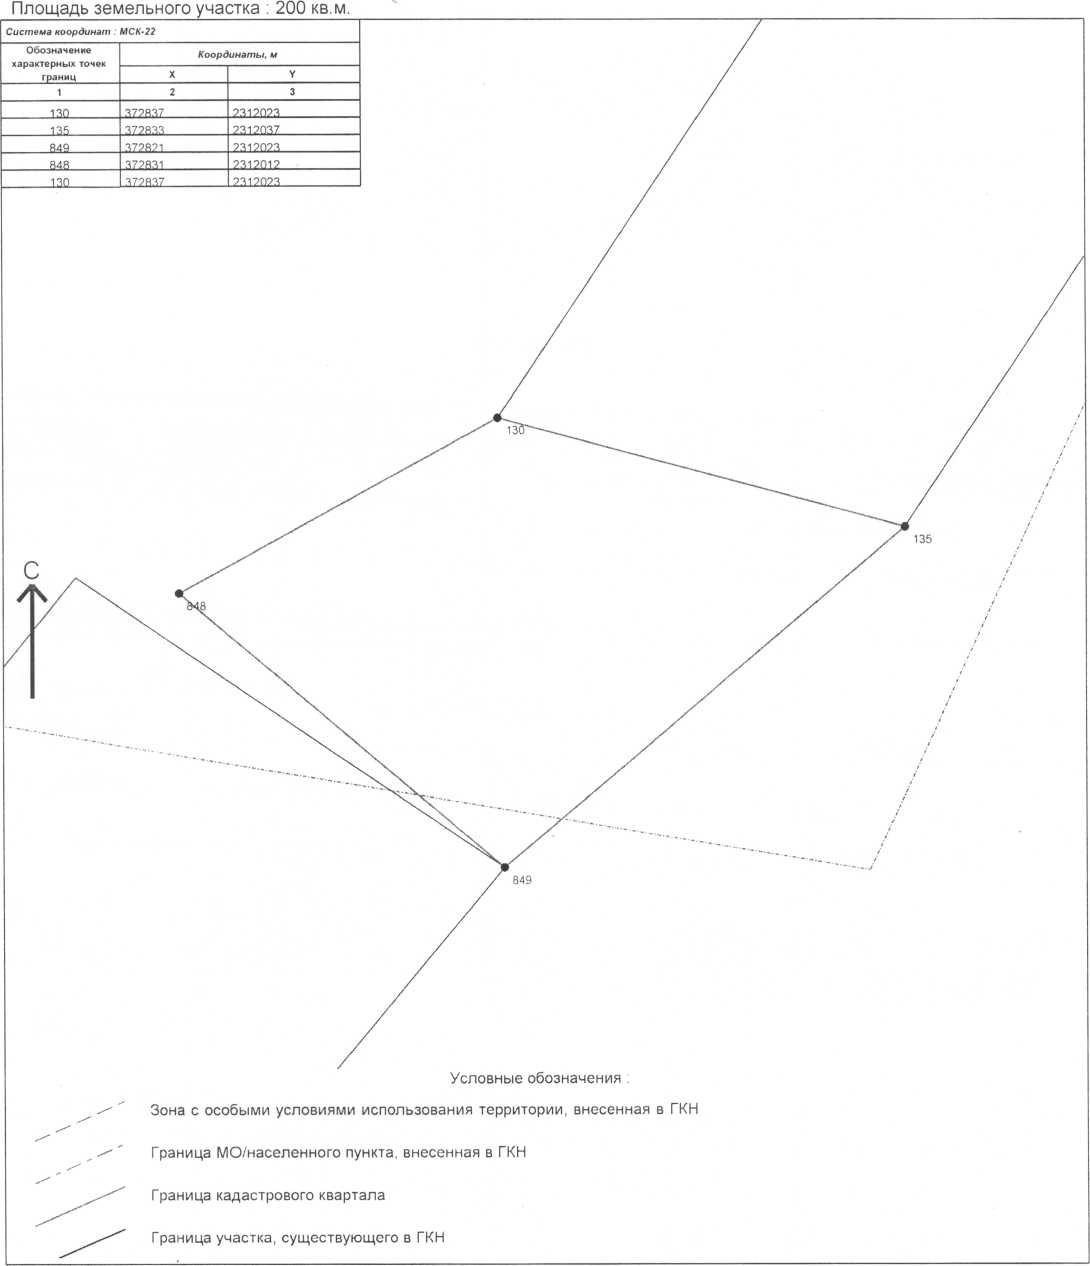 Площадь земельного участка : 200 кв.м.
Система координат : МСК-22
Обозначение характерных точек границ
Координаты, м
X Y
1 2 3
130 372837 2312023
135 372833 2312037
849 372821 2312023
848 372831 2312012
130 372837 2312023
130
135
С
848
849
Условные обозначения :
Зона с особыми условиями использования территории, внесенная в ГКН
Граница МО/населенного пункта, внесенная в ГКН
Граница кадастрового квартала
Граница участка, существующего в ГКН